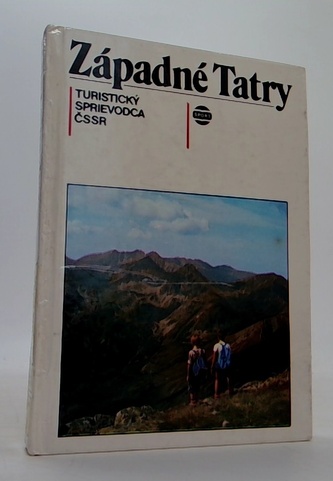 Západné Tatry
TURISTICKÝ
SPRIEVODCA
ČSSR
ŠPORT